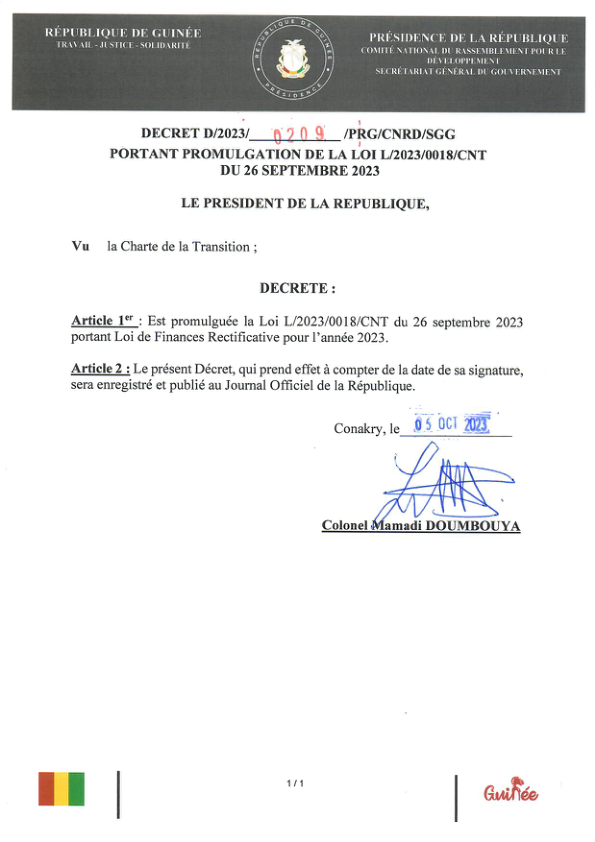 RÉPUBLIQUE DE GUINÉE
TRAVAIL - JUSTICE - SOLIDARITÉ
RÉPUBLIQUE DE GUINÉE
PRÉSIDENCE
PRÉSIDENCE DE LA RÉPUBLIQUE
COMITÉ NATIONAL DU RASSEMBLEMENT POUR LE
DÉVELOPPEMENT
SECRÉTARIAT GÉNÉRAL DU GOUVERNEMENT
DECRET D/2023/ 0209 /PRG/CNRD/SGG
PORTANT PROMULGATION DE LA LOI L/2023/0018/CNT
DU 26 SEPTEMBRE 2023
LE PRESIDENT DE LA REPUBLIQUE,
Vu la Charte de la Transition ;
DECRETE :
Article 1er : Est promulguée la Loi L/2023/0018/CNT du 26 septembre 2023
portant Loi de Finances Rectificative pour l'année 2023.
Article 2 : Le présent Décret, qui prend effet à compter de la date de sa signature,
sera enregistré et publié au Journal Officiel de la République.
Conakry, le 05 OCT 2023
Colonel Mamadi DOUMBOUYA
1 / 1
Guinée